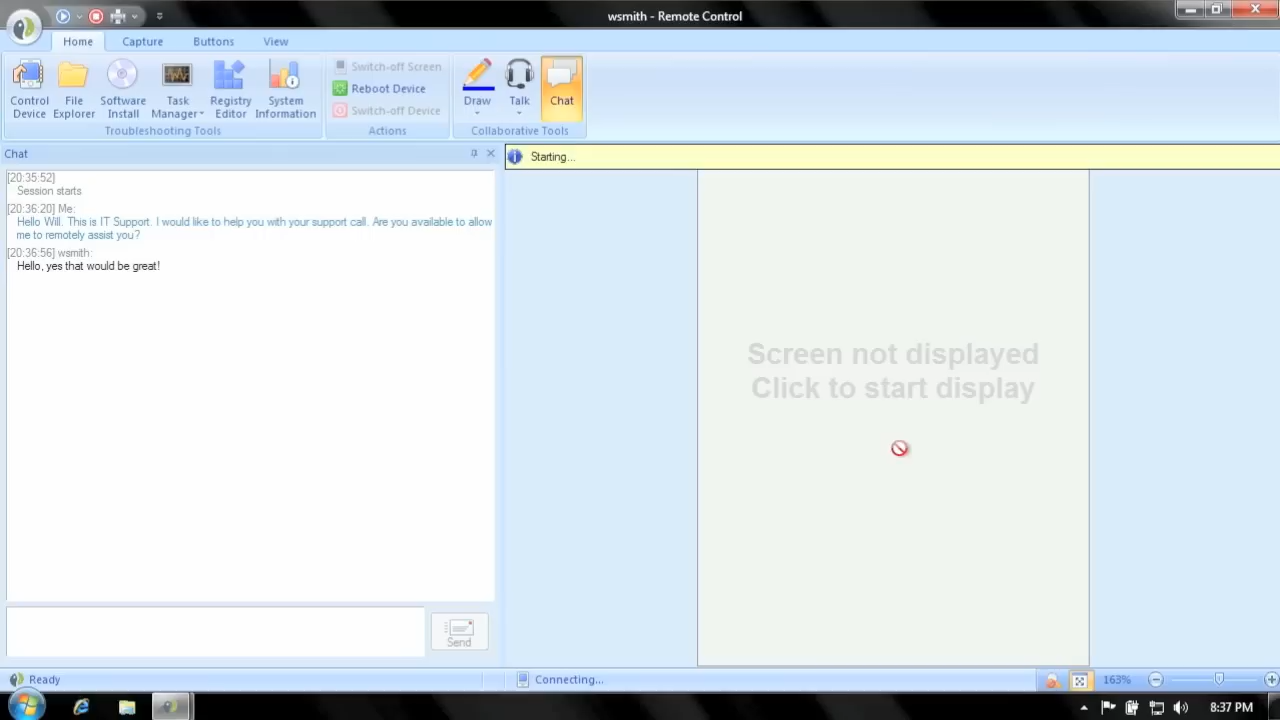 wsmith - Remote Control
Home Capture Buttons View
Control Device
File Explorer
Software Install
Task Manager
Registry Editor
System Information
Troubleshooting Tools
Switch-off Screen
Reboot Device
Switch-off Device
Actions
Draw
Talk
Chat
Collaborative Tools
Chat
Starting...
[20:35:52]
Session starts
[20:36:20] Me:
Hello Will. This is IT Support. I would like to help you with your support call. Are you available to allow
me to remotely assist you?
[20:36:56] wsmith:
Hello, yes that would be great!
Screen not displayed
Click to start display
Send
Ready
Connecting...
163%
8:37 PM